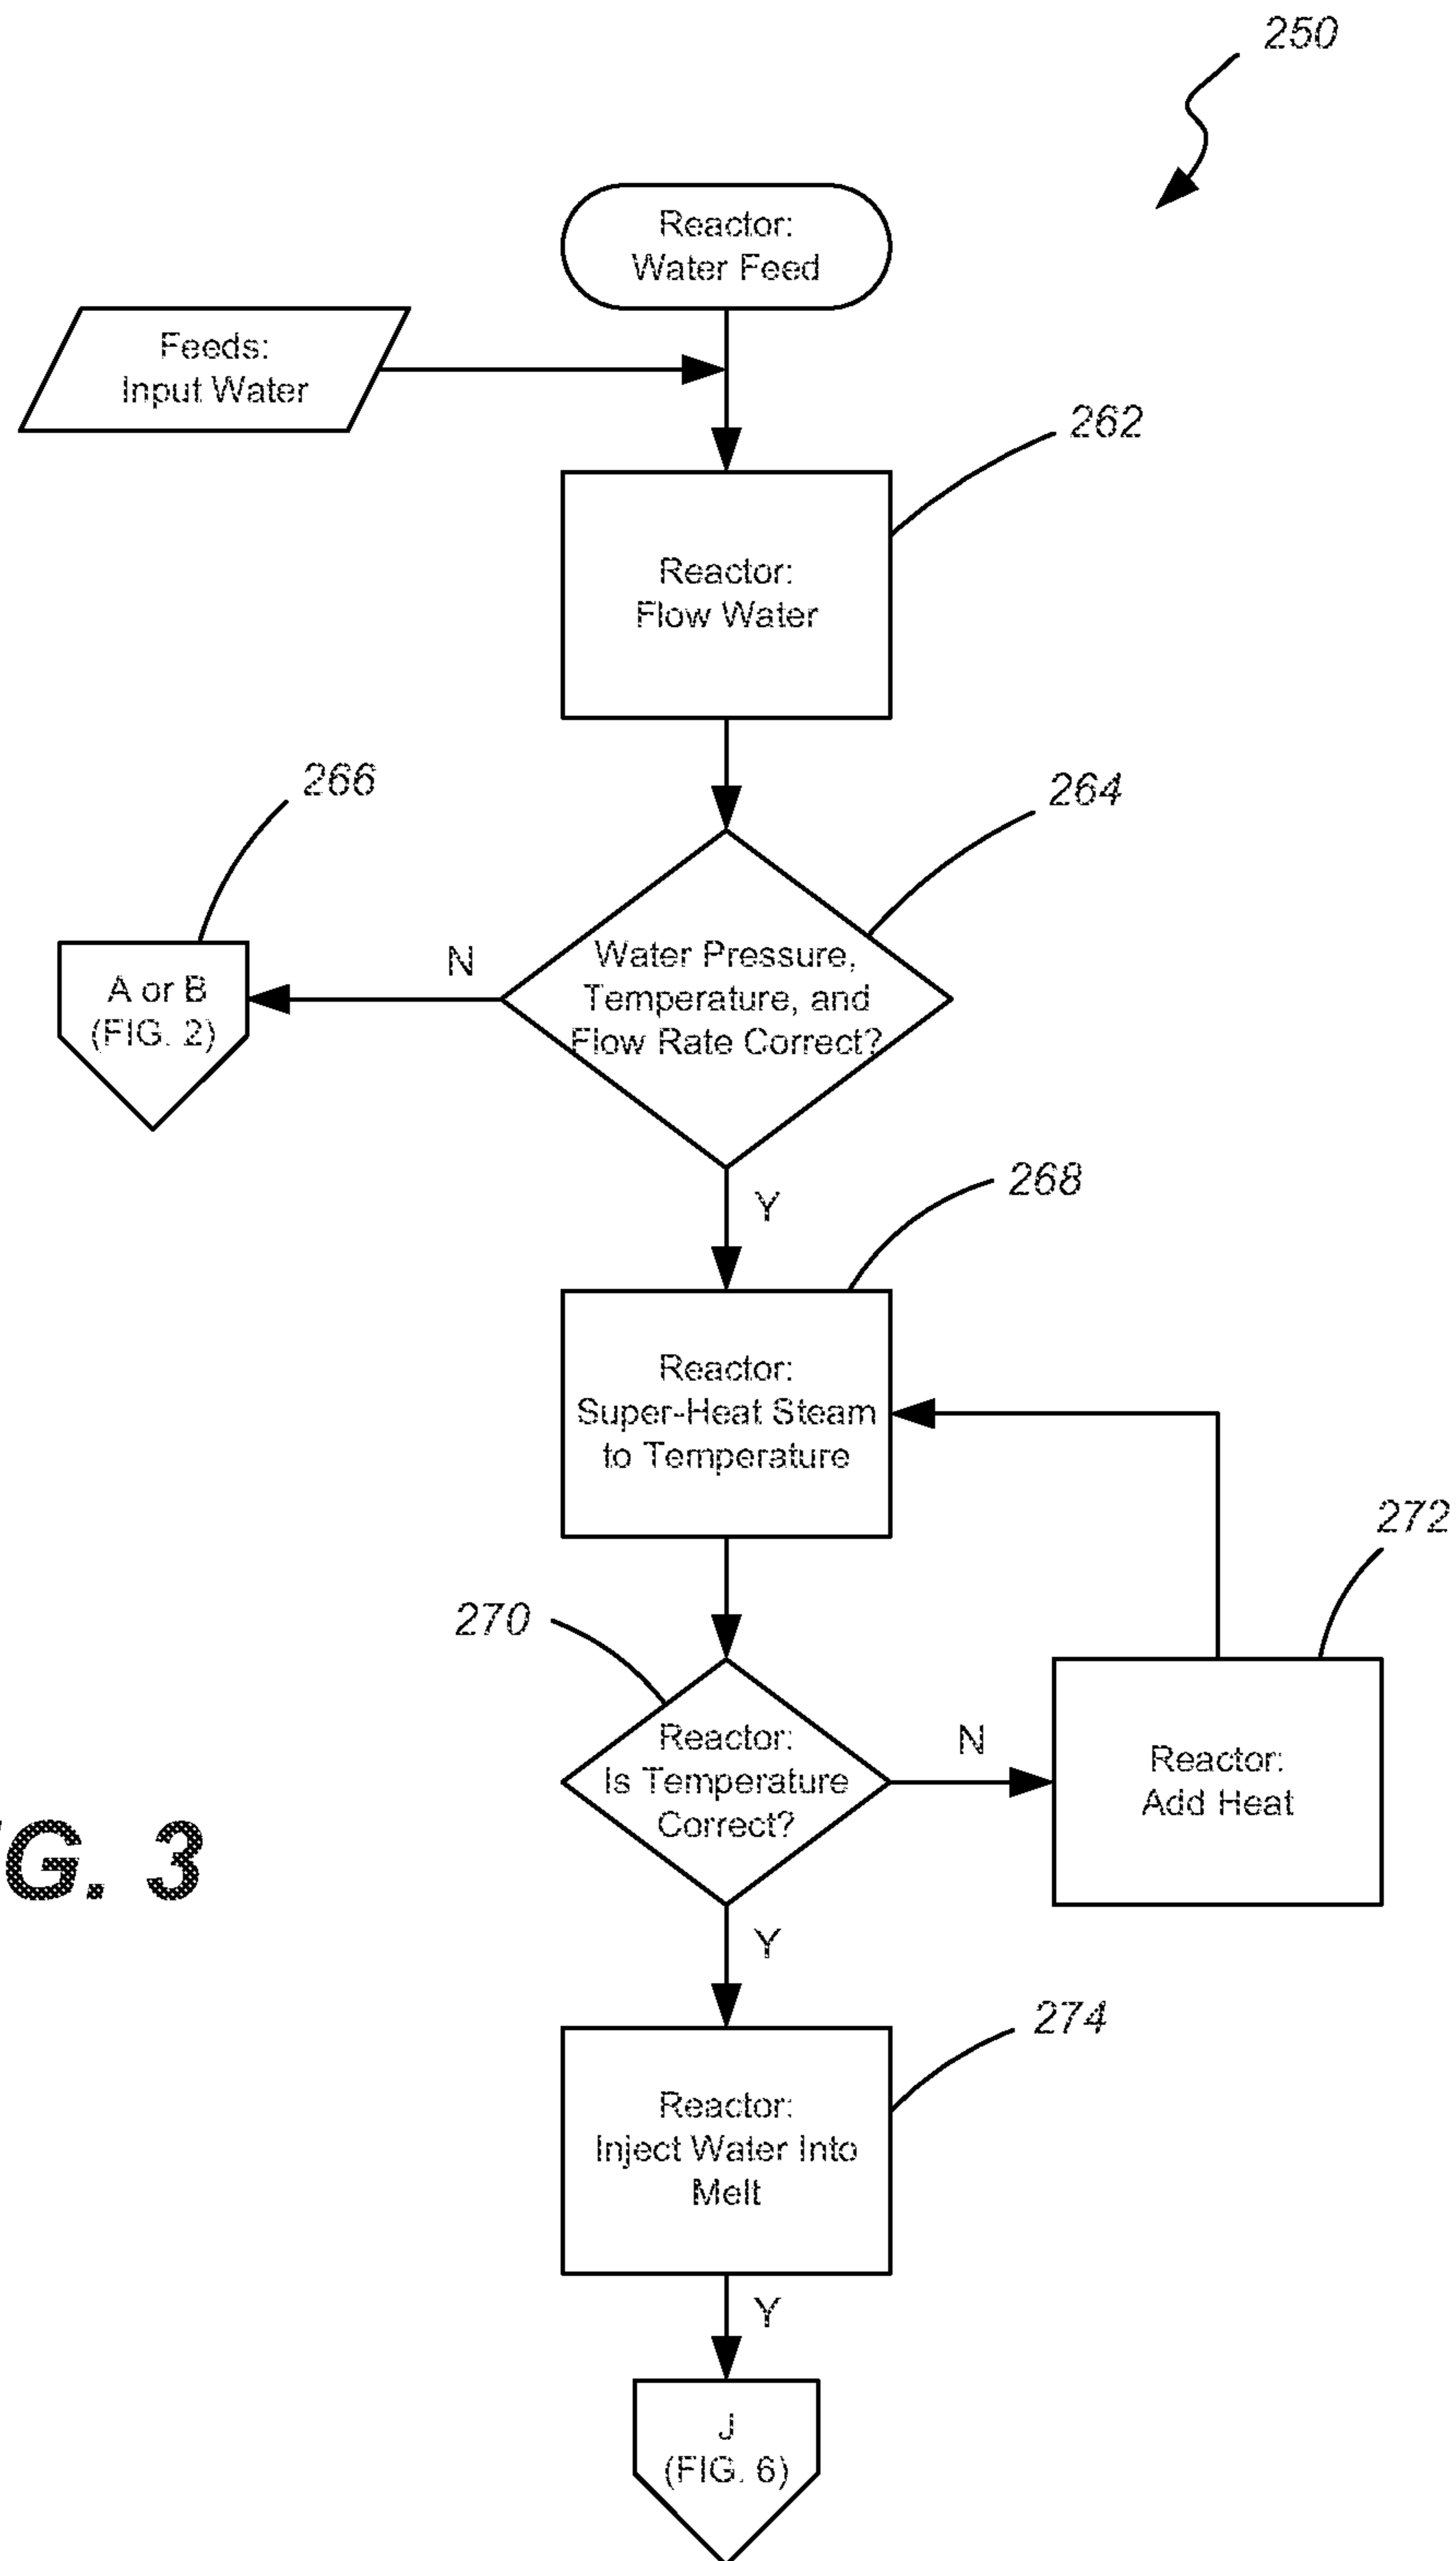 250
Reactor:
Water Feed
Feeds:
Input Water
262
Reactor:
Flow Water
266
264
A or B
(FIG. 2)
N
Water Pressure,
Temperature, and
Flow Rate Correct?
Y
268
Reactor:
Super-Heat Steam
to Temperature
272
270
Reactor:
Is Temperature
Correct?
N
Reactor:
Add Heat
G. 3
Y
274
Reactor:
Inject Water Into
Melt
Y
J
(FIG. 6)